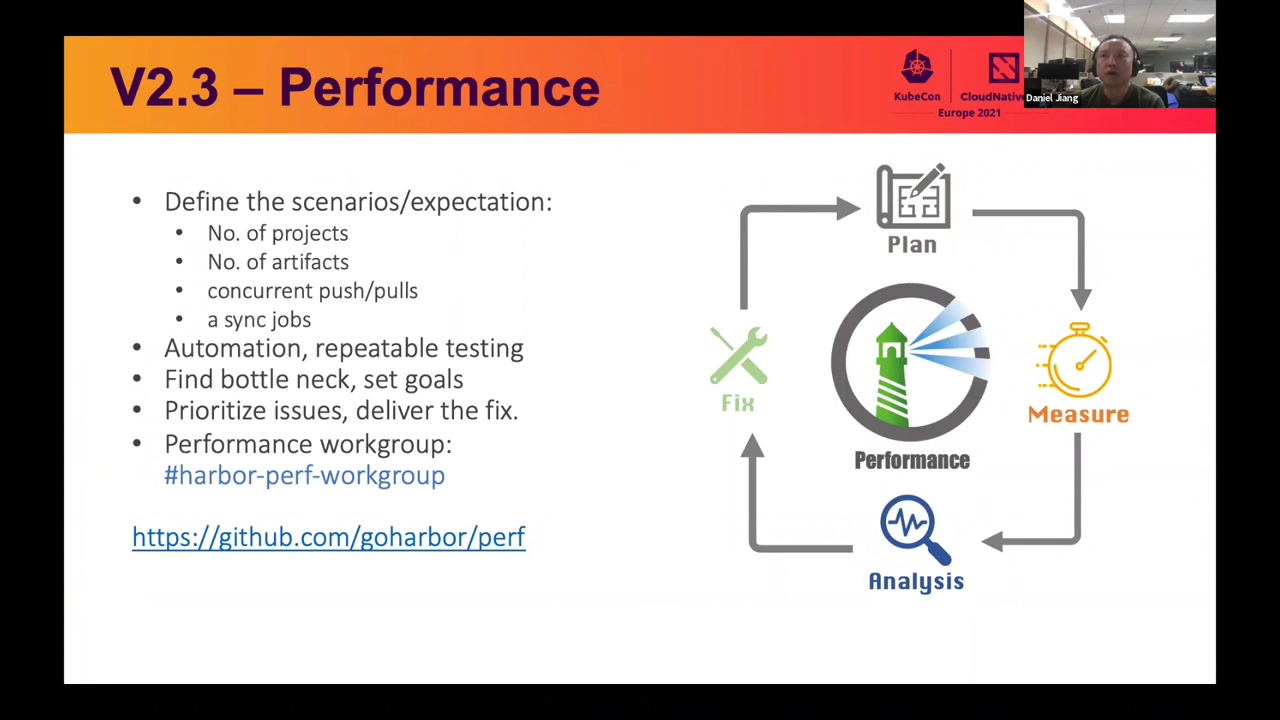 V2.3 – Performance
KubeCon
CloudNative
Europe 2021
Daniel Jiang
• Define the scenarios/expectation:
• No. of projects
• No. of artifacts
• concurrent push/pulls
• a sync jobs
• Automation, repeatable testing
• Find bottle neck, set goals
• Prioritize issues, deliver the fix.
• Performance workgroup:
#harbor-perf-workgroup
https://github.com/goharbor/perf
Plan
Measure
Fix
Performance
Analysis